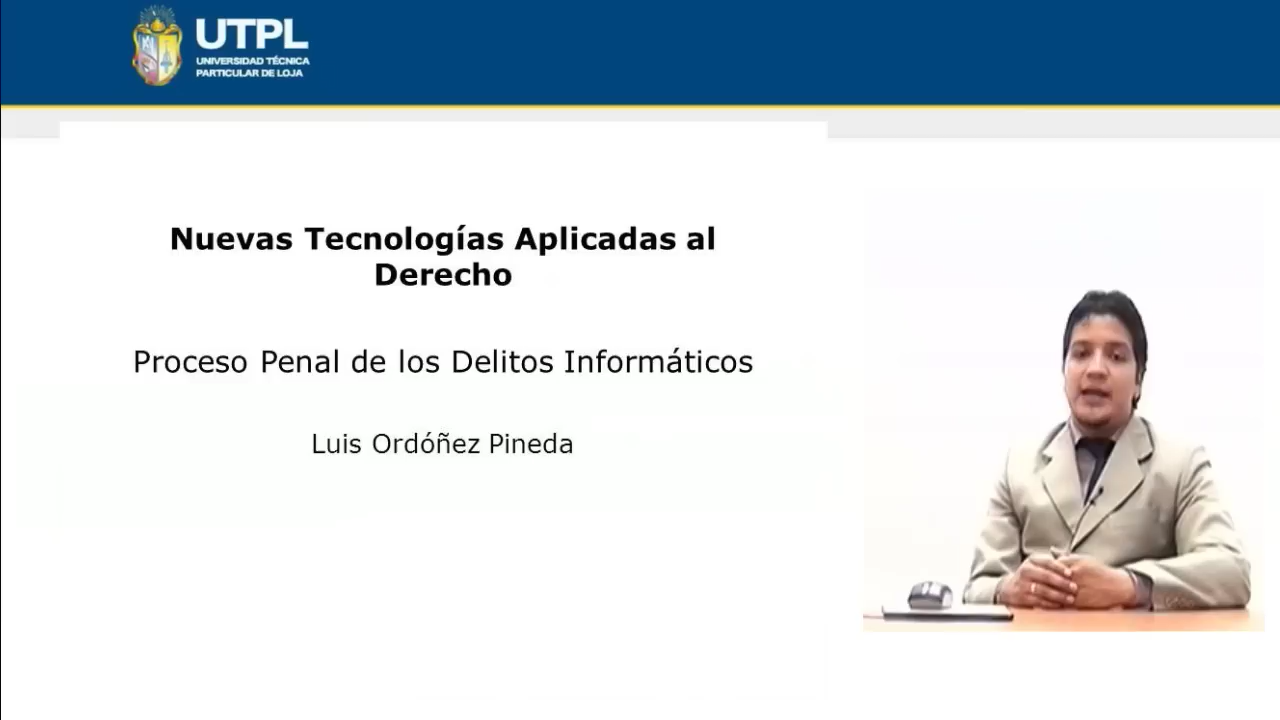 UTPL
UNIVERSIDAD TÉCNICA
PARTICULAR DE LOJA
Nuevas Tecnologías Aplicadas al
Derecho
Proceso Penal de los Delitos Informáticos
Luis Ordóñez Pineda